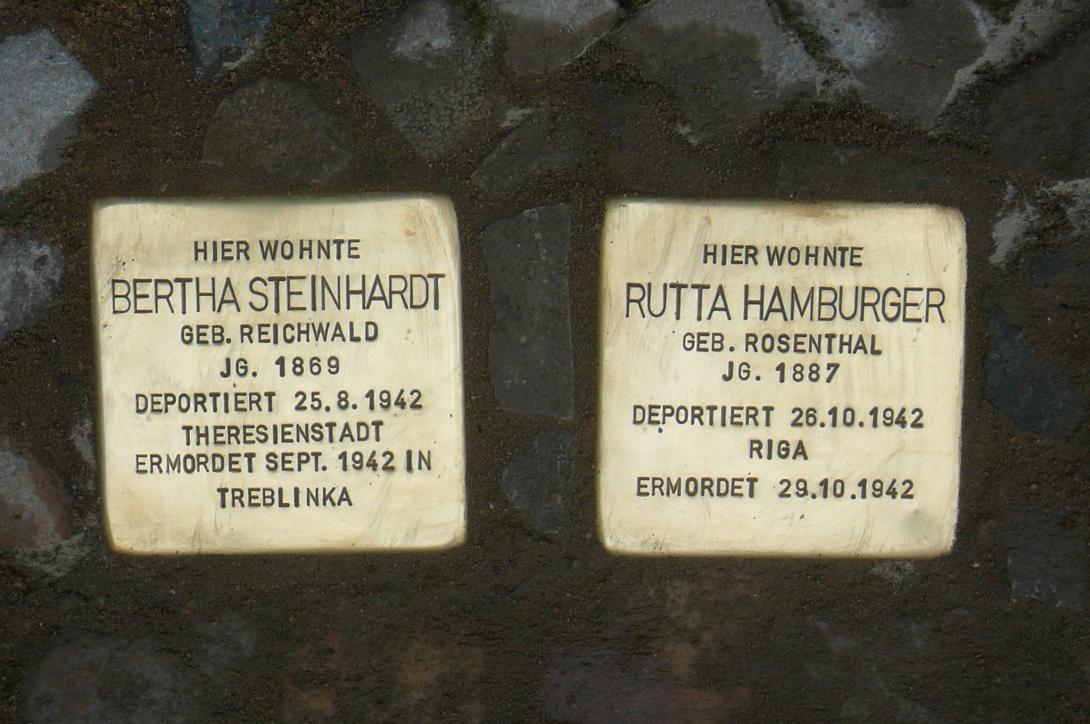 HIER WOHNTE
BERTHA STEINHARDT
GEB. REICHWALD
JG. 1869
DEPORTIERT 25.8.1942
THERESIENSTADT
ERMORDET SEPT. 1942 IN
TREBLINKA
HIER WOHNTE
RUTTA HAMBURGER
GEB. ROSENTHAL
JG. 1887
DEPORTIERT 26.10.1942
RIGA
ERMORDET 29.10.1942